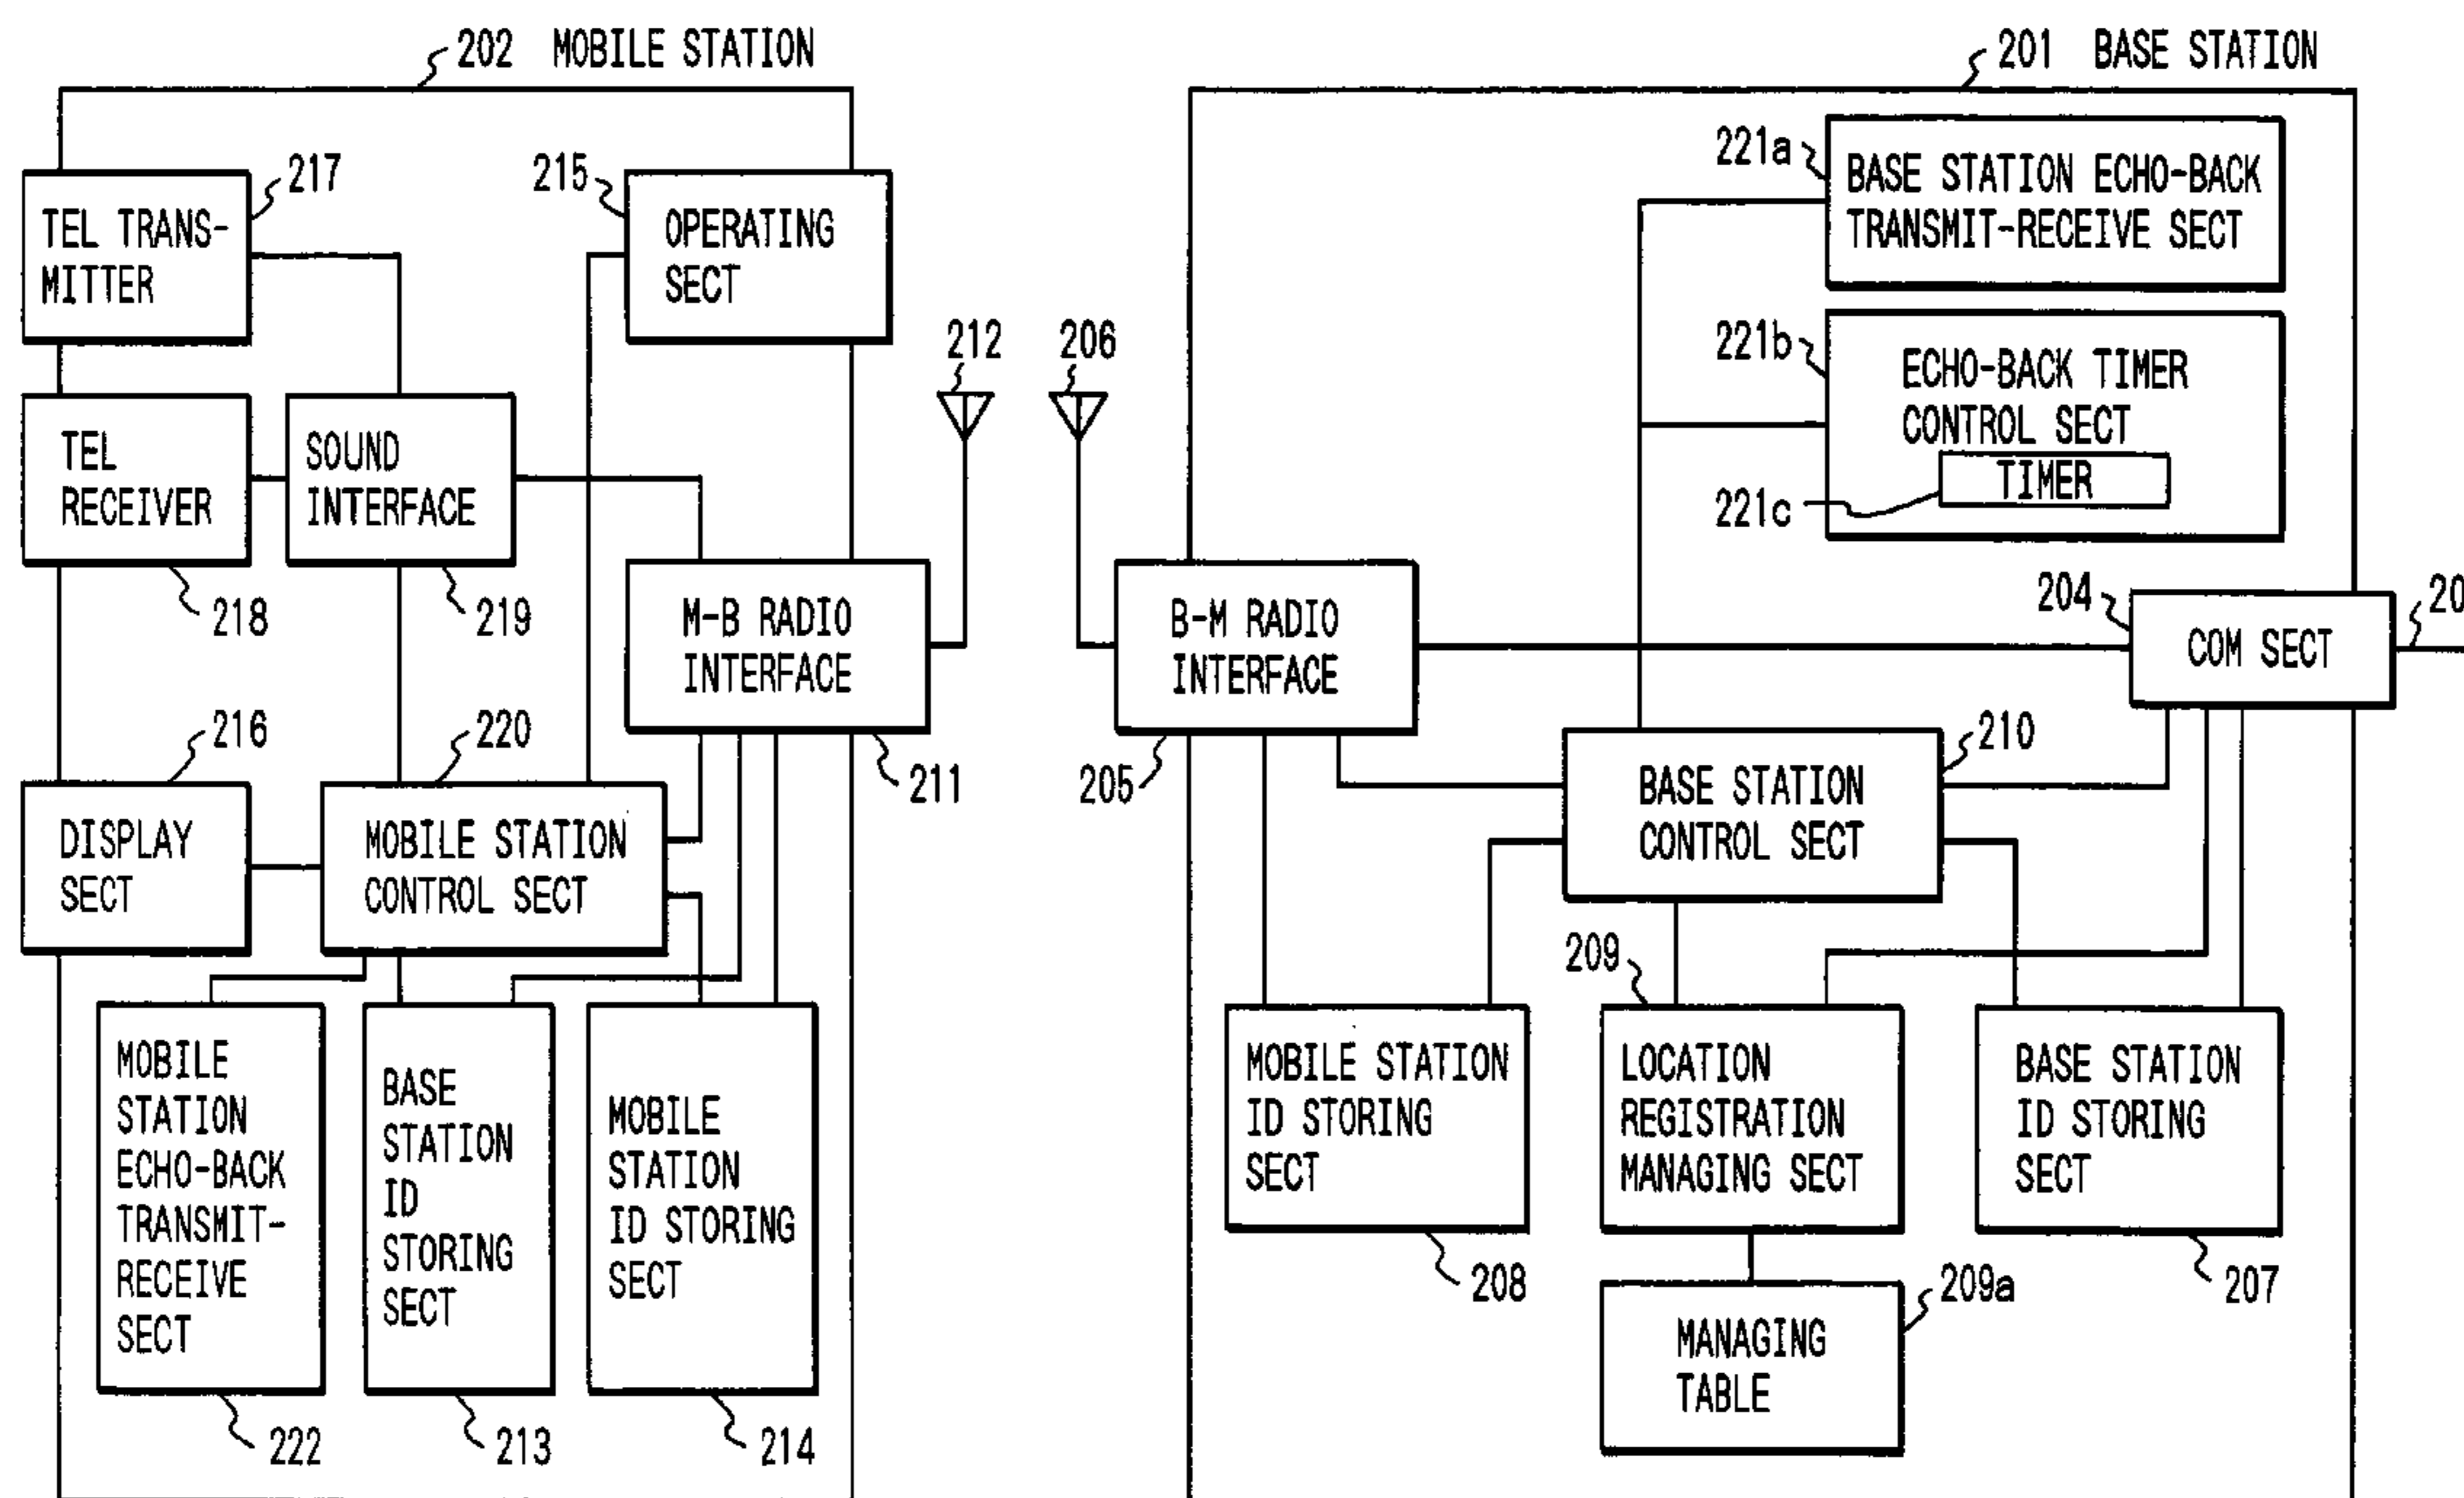 202 MOBILE STATION
217
TEL TRANS-
MITTER
215
OPERATING
SECT
212
TEL
RECEIVER
218
SOUND
INTERFACE
219
M-B RADIO
INTERFACE
211
216
DISPLAY
SECT
220
MOBILE STATION
CONTROL SECT
MOBILE
STATION
ECHO-BACK
TRANSMIT-
RECEIVE
SECT
222
BASE
STATION
ID
STORING
SECT
213
MOBILE
STATION
ID STORING
SECT
214
201 BASE STATION
221a
BASE STATION ECHO-BACK
TRANSMIT-RECEIVE SECT
206
221b
ECHO-BACK TIMER
CONTROL SECT
TIMER
221c
B-M RADIO
INTERFACE
205
204
COM SECT
210
BASE STATION
CONTROL SECT
MOBILE STATION
ID STORING
SECT
208
209
LOCATION
REGISTRATION
MANAGING SECT
BASE STATION
ID STORING
SECT
207
209a
MANAGING
TABLE